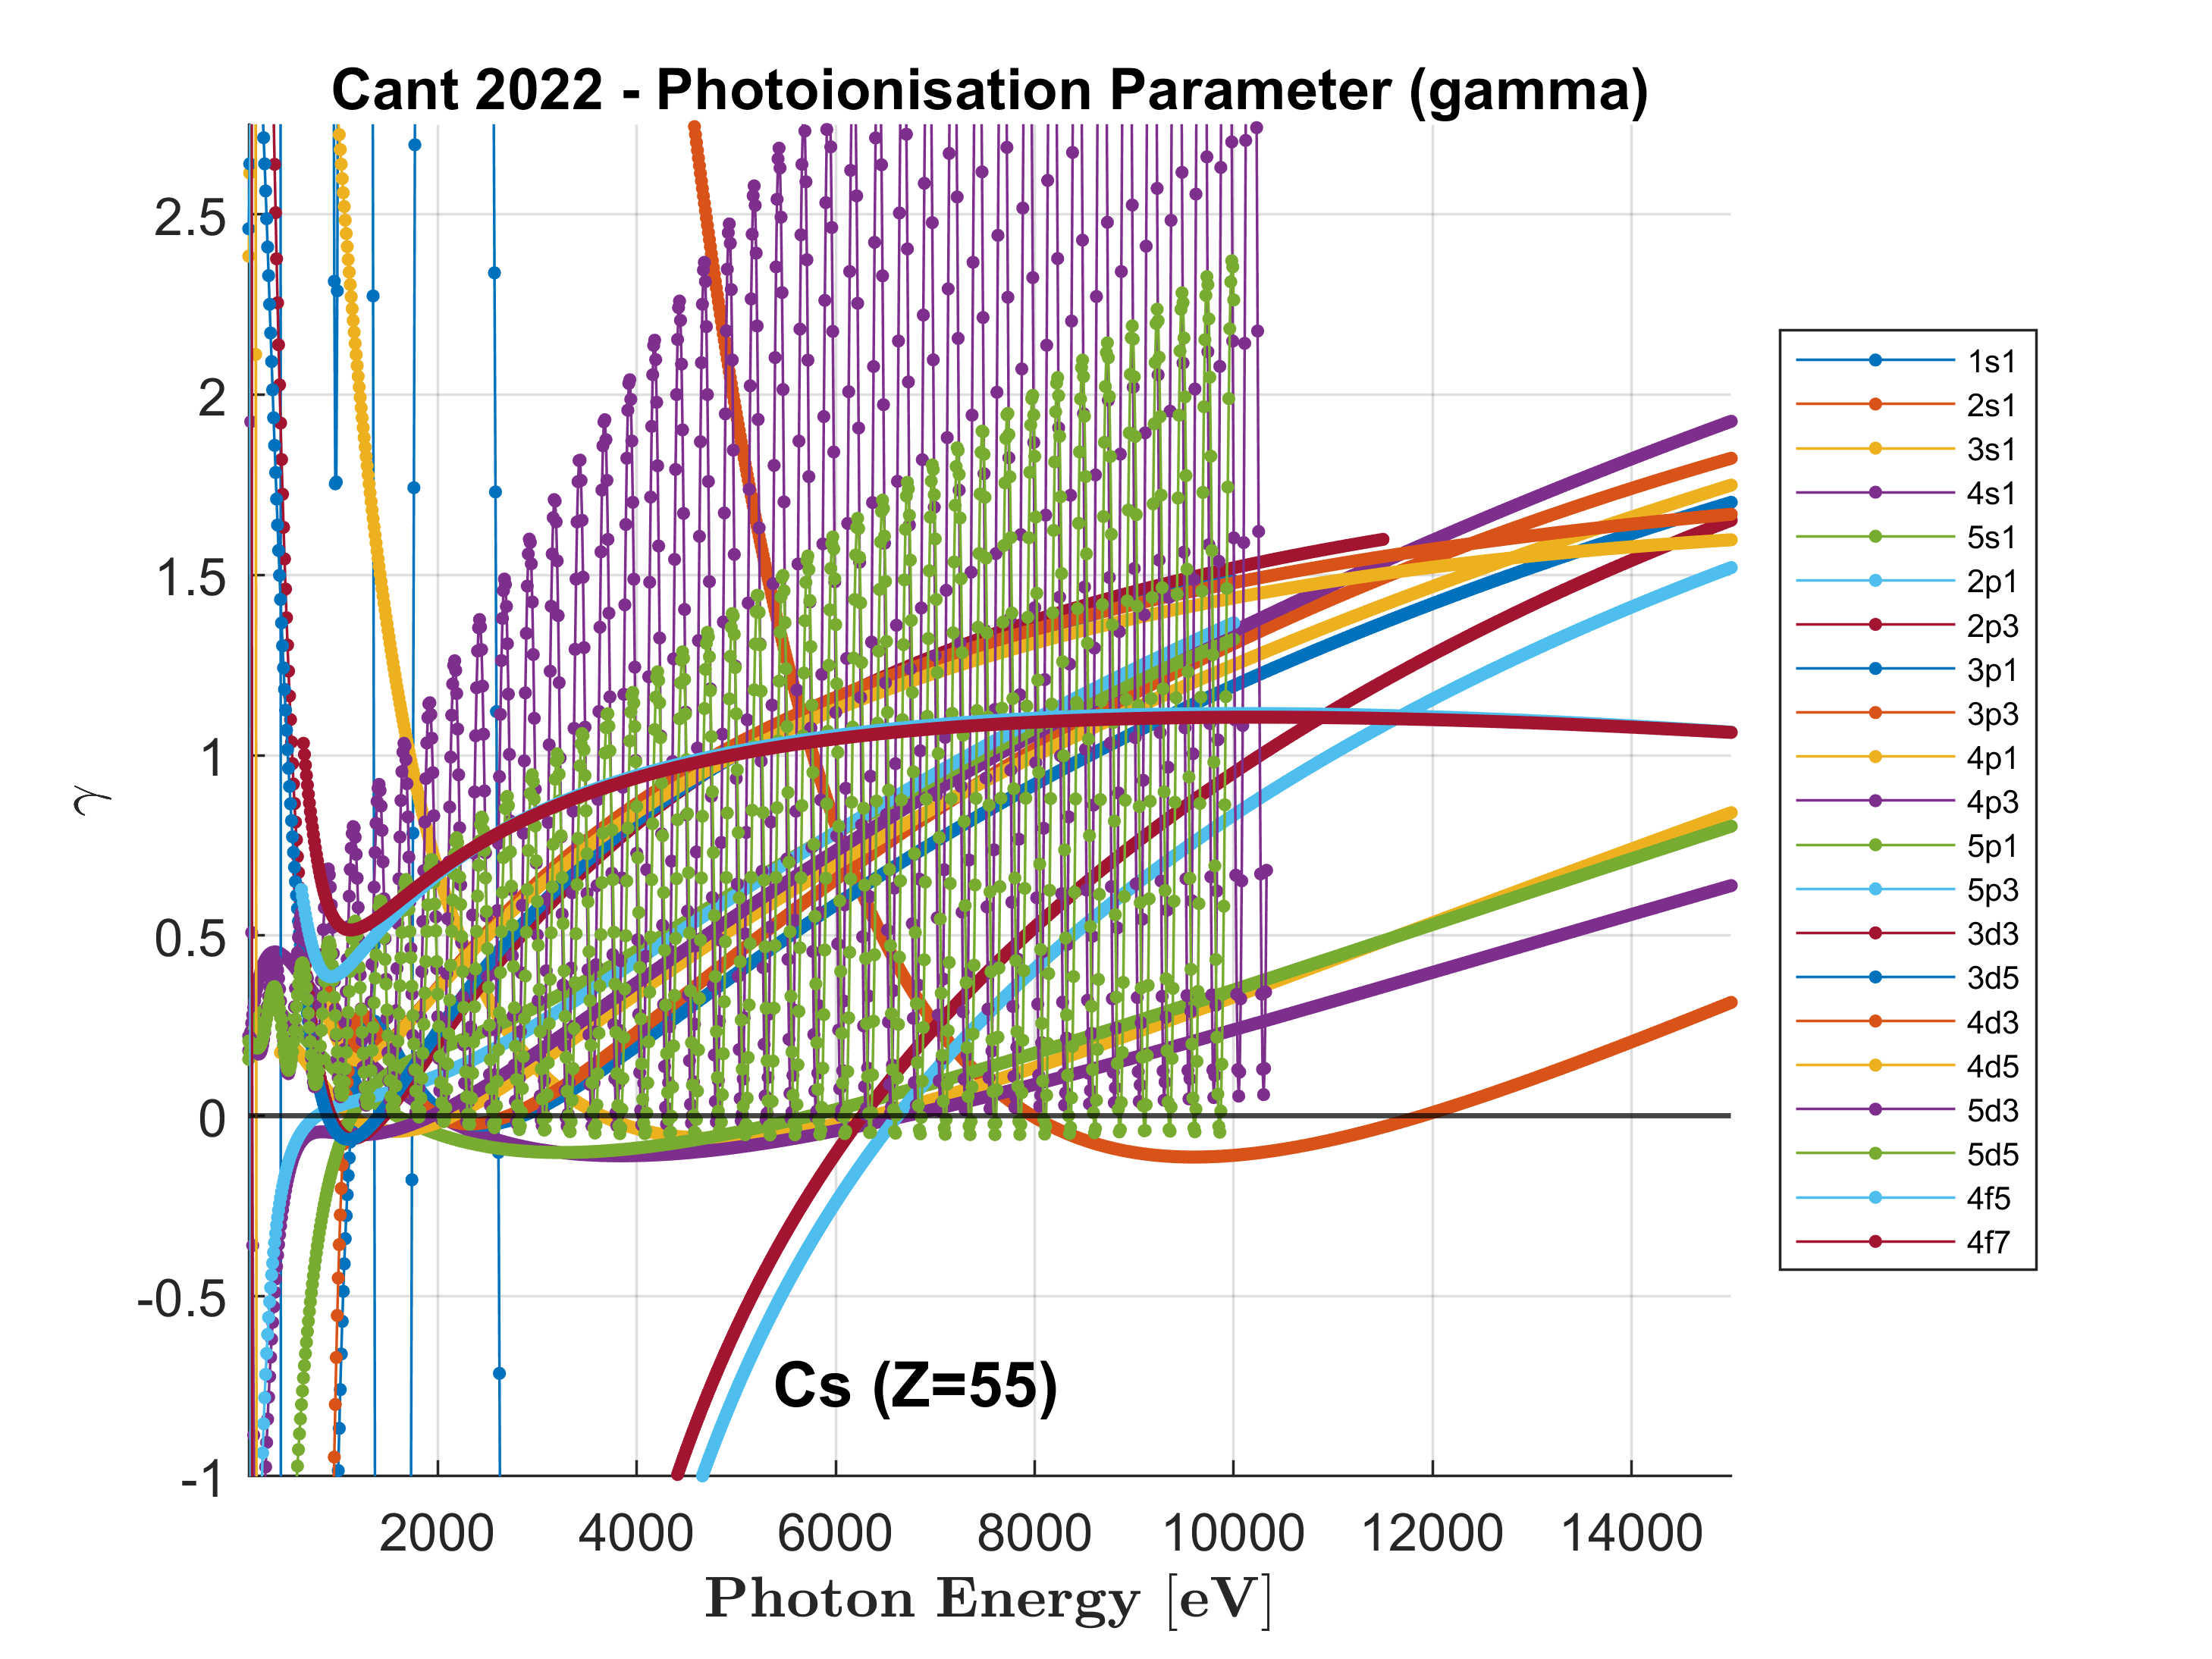 Cant 2022 - Photoionisation Parameter (gamma)
2.5
2
1.5
1
0.5
0
-0.5
-1
γ
2000 4000 6000 8000 10000 12000 14000
Photon Energy [eV]
Cs (Z=55)
1s1
2s1
3s1
4s1
5s1
2p1
2p3
3p1
3p3
4p1
4p3
5p1
5p3
3d3
3d5
4d3
4d5
5d3
5d5
4f5
4f7